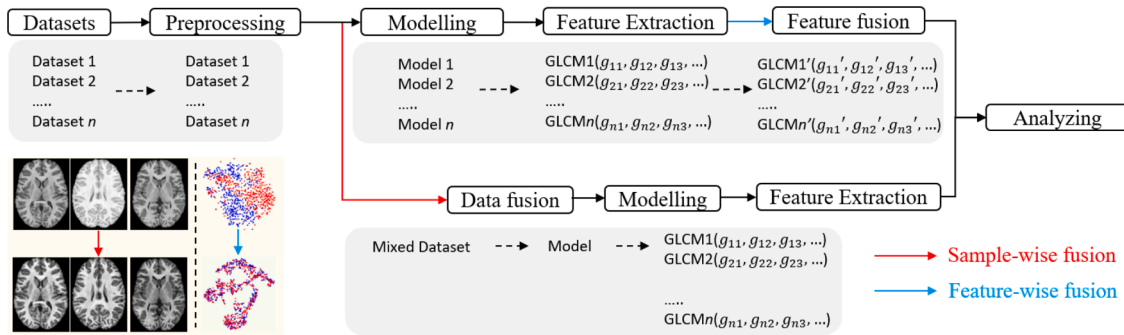 Datasets
Preprocessing
Modelling
Feature Extraction
Feature fusion
Dataset 1
Dataset 2
.....
Dataset n
Dataset 1
Dataset 2
.....
Dataset n
Model 1
Model 2
.....
Model n
GLCM1(g₁₁, g₁₂, g₁₃, ...)
GLCM2(g₂₁, g₂₂, g₂₃, ...)
.....
GLCMn(gₙ₁, gₙ₂, gₙ₃, ...)
GLCM1′(g₁₁′, g₁₂′, g₁₃′, ...)
GLCM2′(g₂₁′, g₂₂′, g₂₃′, ...)
.....
GLCMn′(gₙ₁′, gₙ₂′, gₙ₃′, ...)
Analyzing
Data fusion
Modelling
Feature Extraction
Mixed Dataset
Model
GLCM1(g₁₁, g₁₂, g₁₃, ...)
GLCM2(g₂₁, g₂₂, g₂₃, ...)
.....
GLCMn(gₙ₁, gₙ₂, gₙ₃, ...)
Sample-wise fusion
Feature-wise fusion